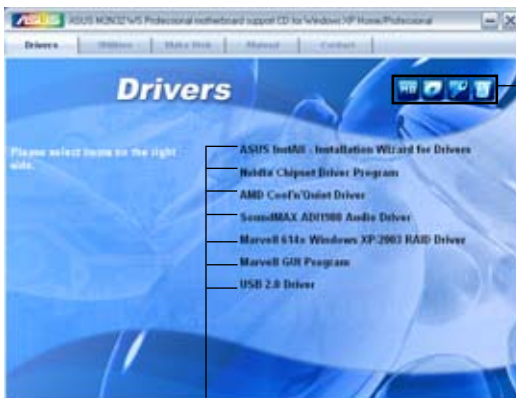 ASUS M2N32 WS Professional motherboard support CD for Windows XP Home/Professional
Drivers Utilities Make Disk Manual Contact
Drivers
Please select items on the right
side.
ASUS InstAll - Installation Wizard for Drivers
Nvidia Chipset Driver Program
AMD Cool'n'Quiet Driver
SoundMAX ADI1988 Audio Driver
Marvell 614x Windows XP/2003 RAID Driver
Marvell GUI Program
USB 2.0 Driver